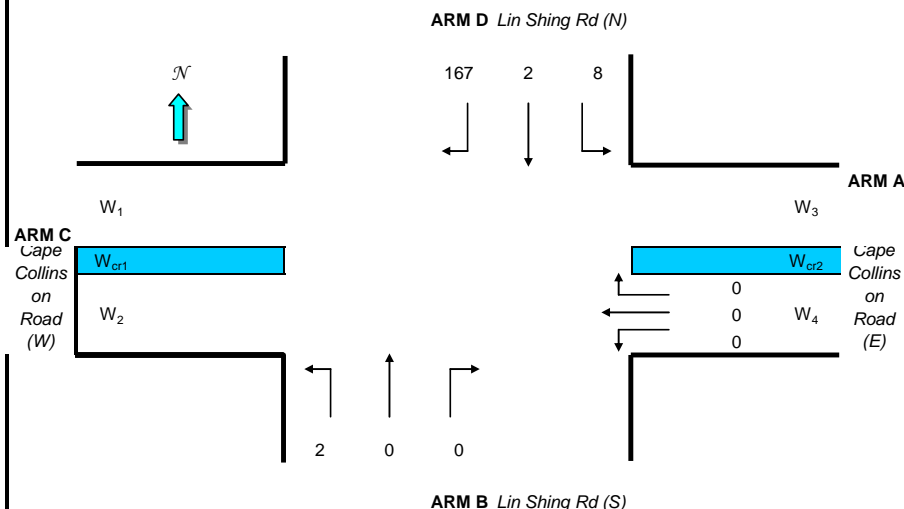 ARM D Lin Shing Rd (N)
N
167 2 8
ARM A
W1 W3
ARM C
Cape Collins on Road (W)
Wcr1 Wcr2
Cape Collins on Road (E)
0
W2 0 W4
0
2 0 0
ARM B Lin Shing Rd (S)